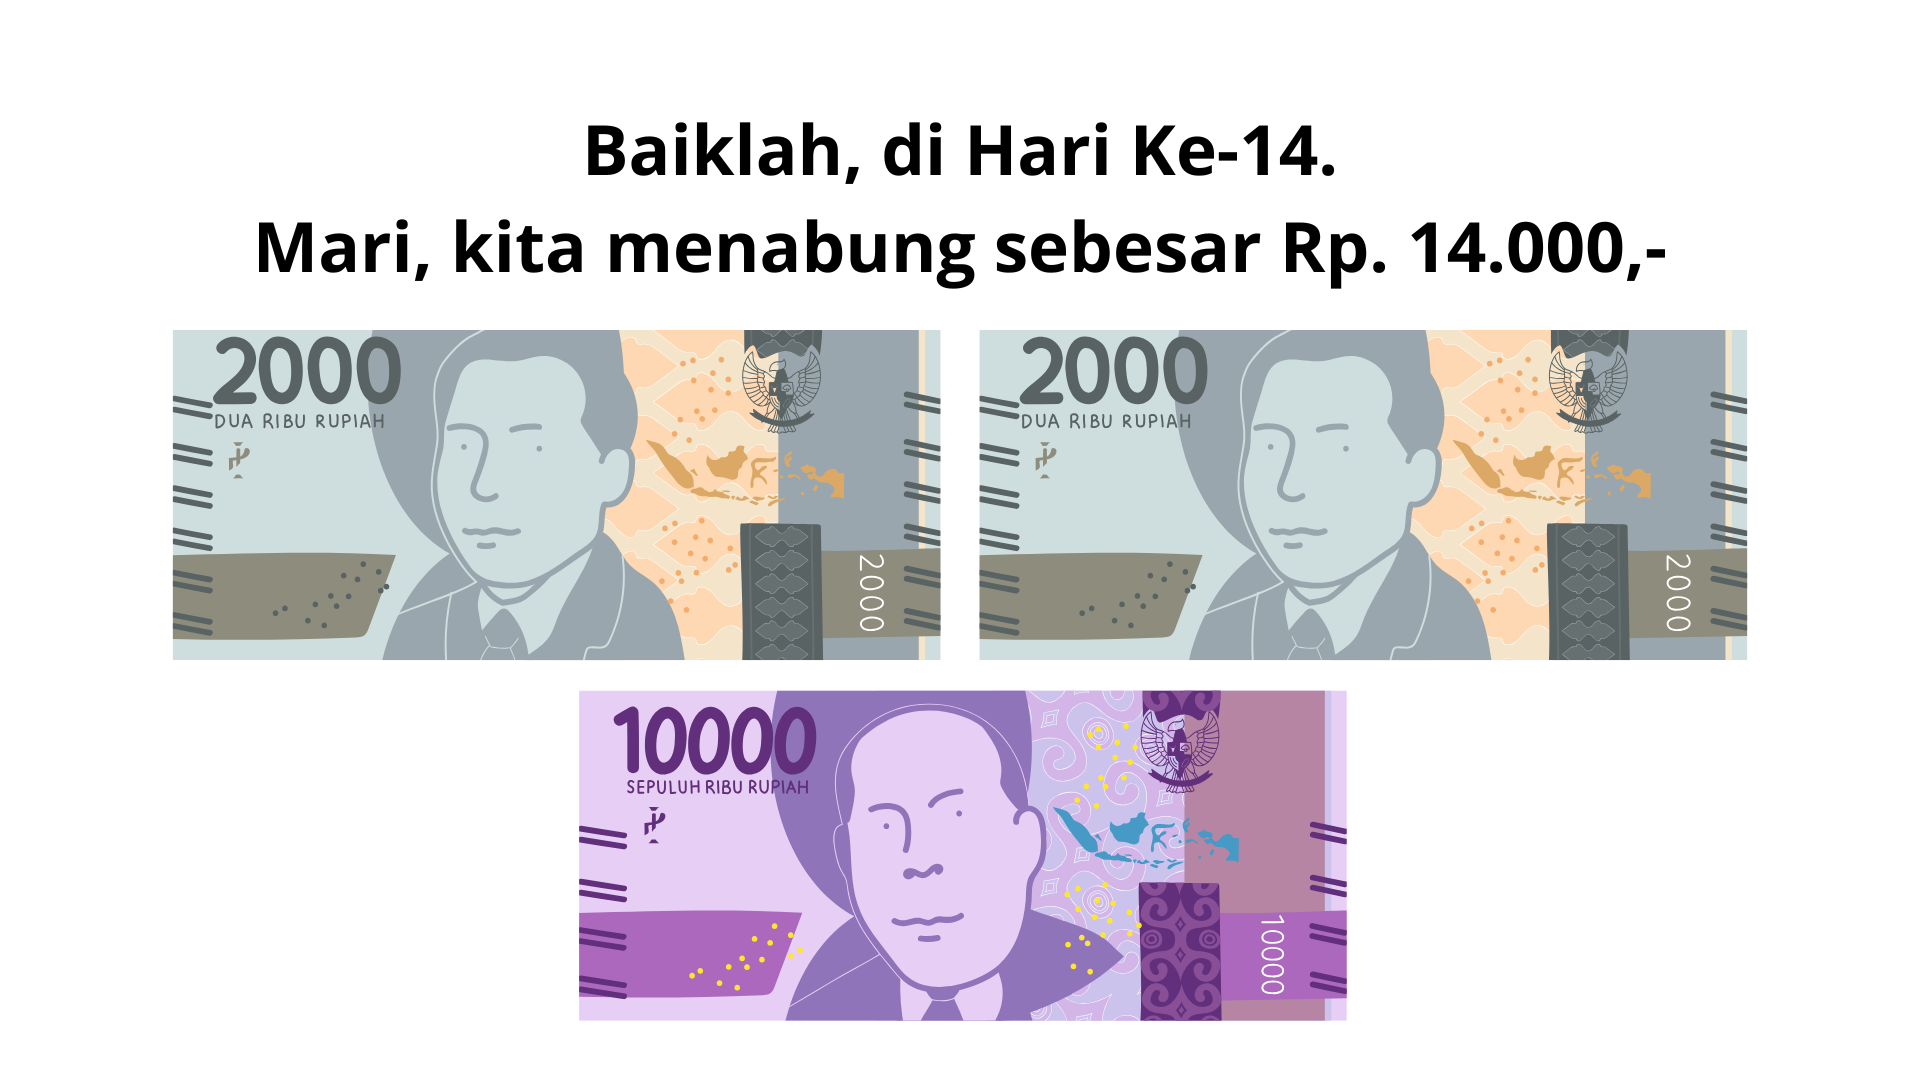 Baiklah, di Hari Ke-14.
Mari, kita menabung sebesar Rp. 14.000,-
2000
DUA RIBU RUPIAH
2000
2000
DUA RIBU RUPIAH
2000
10000
SEPULUH RIBU RUPIAH
10000